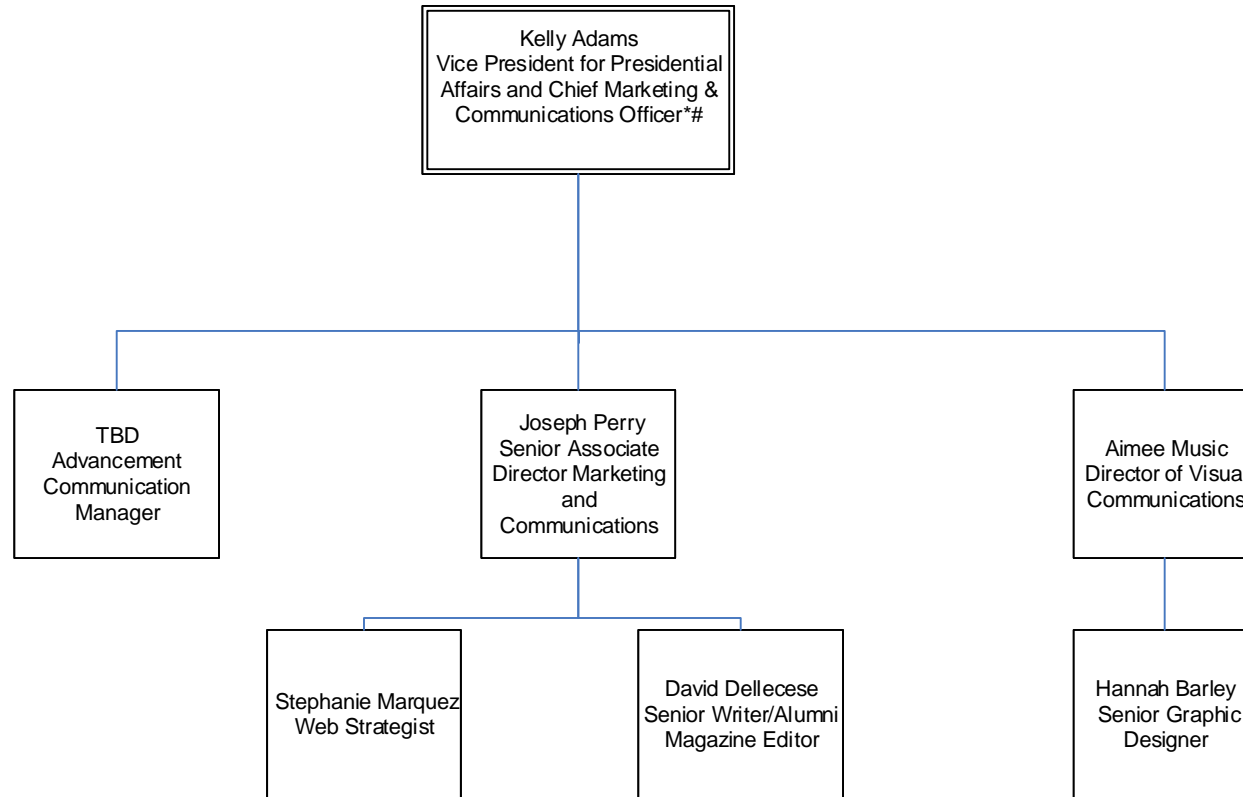 Kelly Adams
Vice President for Presidential
Affairs and Chief Marketing &
Communications Officer*#
TBD
Advancement
Communication
Manager
Joseph Perry
Senior Associate
Director Marketing
and
Communications
Aimee Music
Director of Visual
Communications
Stephanie Marquez
Web Strategist
David Dellecese
Senior Writer/Alumni
Magazine Editor
Hannah Barley
Senior Graphic
Designer